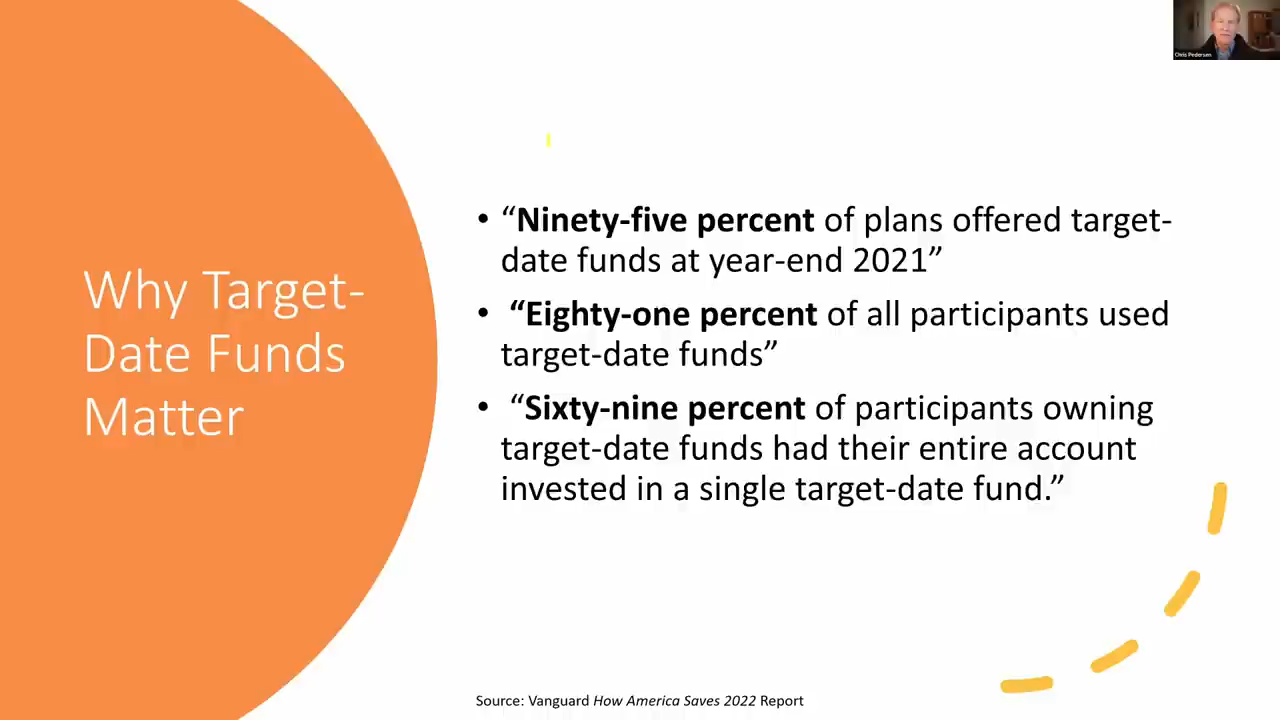 Chris Pedersen
Why Target-
Date Funds
Matter
• “Ninety-five percent of plans offered target-
date funds at year-end 2021”
• “Eighty-one percent of all participants used
target-date funds”
• “Sixty-nine percent of participants owning
target-date funds had their entire account
invested in a single target-date fund.”
Source: Vanguard How America Saves 2022 Report